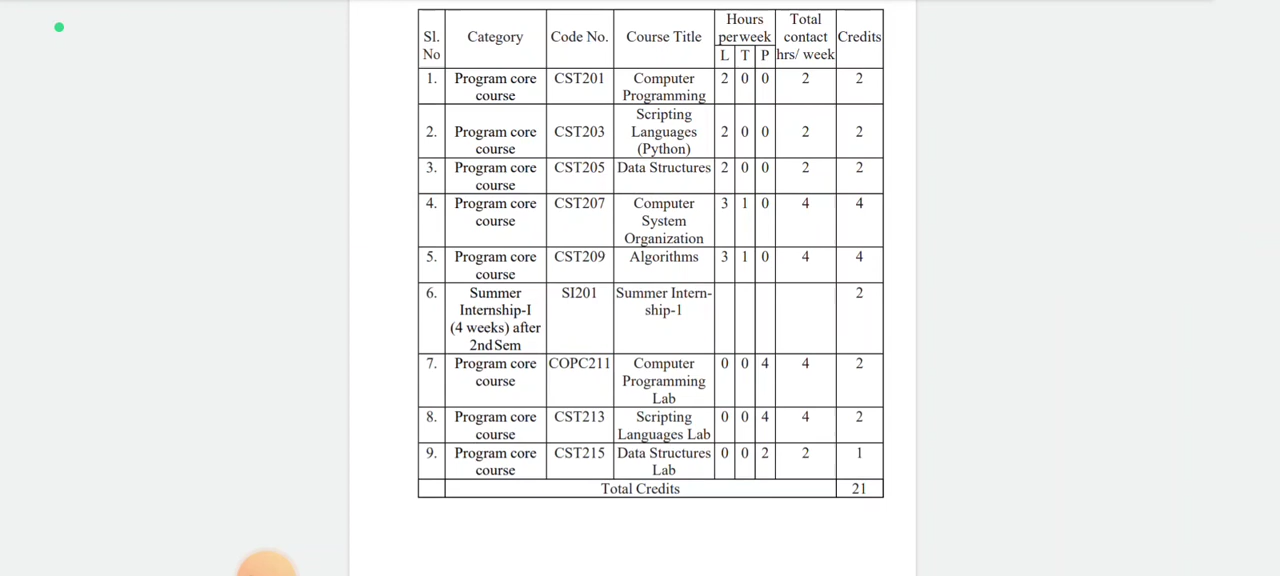 Sl. No Category Code No. Course Title Hours per week Total contact hrs/ week Credits
L T P
1. Program core course CST201 Computer Programming 2 0 0 2 2
2. Program core course CST203 Scripting Languages (Python) 2 0 0 2 2
3. Program core course CST205 Data Structures 2 0 0 2 2
4. Program core course CST207 Computer System Organization 3 1 0 4 4
5. Program core course CST209 Algorithms 3 1 0 4 4
6. Summer Internship-I (4 weeks) after 2nd Sem SI201 Summer Intern-ship-1 2
7. Program core course COPC211 Computer Programming Lab 0 0 4 4 2
8. Program core course CST213 Scripting Languages Lab 0 0 4 4 2
9. Program core course CST215 Data Structures Lab 0 0 2 2 1
Total Credits 21